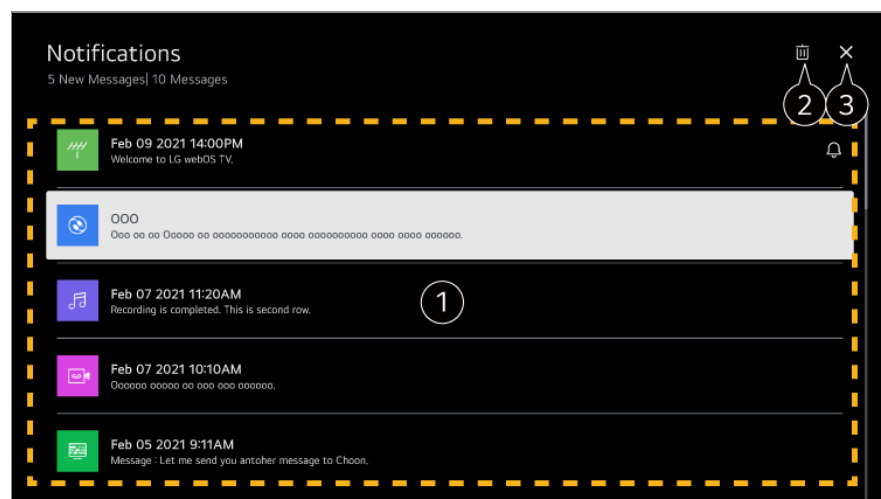 Notifications
5 New Messages| 10 Messages
2 3
Feb 09 2021 14:00PM
Welcome to LG webOS TV.
OOO
Ooo oo oo Ooooo oo ooooooooooo oooo oooooooooo oooo oooo oooooo.
Feb 07 2021 11:20AM
Recording is completed. This is second row.
1
Feb 07 2021 10:10AM
Oooooo ooooo oo ooo ooo oooooo.
Feb 05 2021 9:11AM
Message : Let me send you antoher message to Choon.